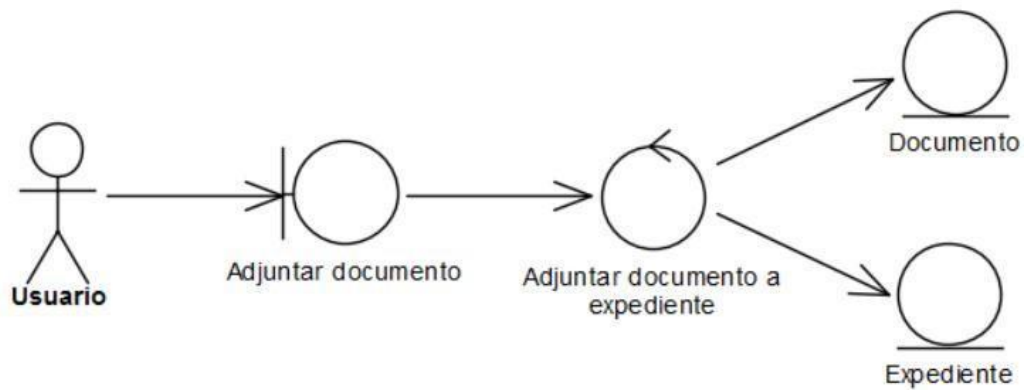 Usuario
Adjuntar documento
Adjuntar documento a
expediente
Documento
Expediente